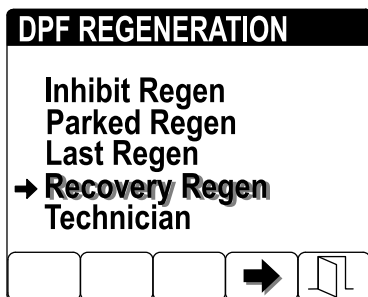 DPF REGENERATION
Inhibit Regen
Parked Regen
Last Regen
Recovery Regen
Technician